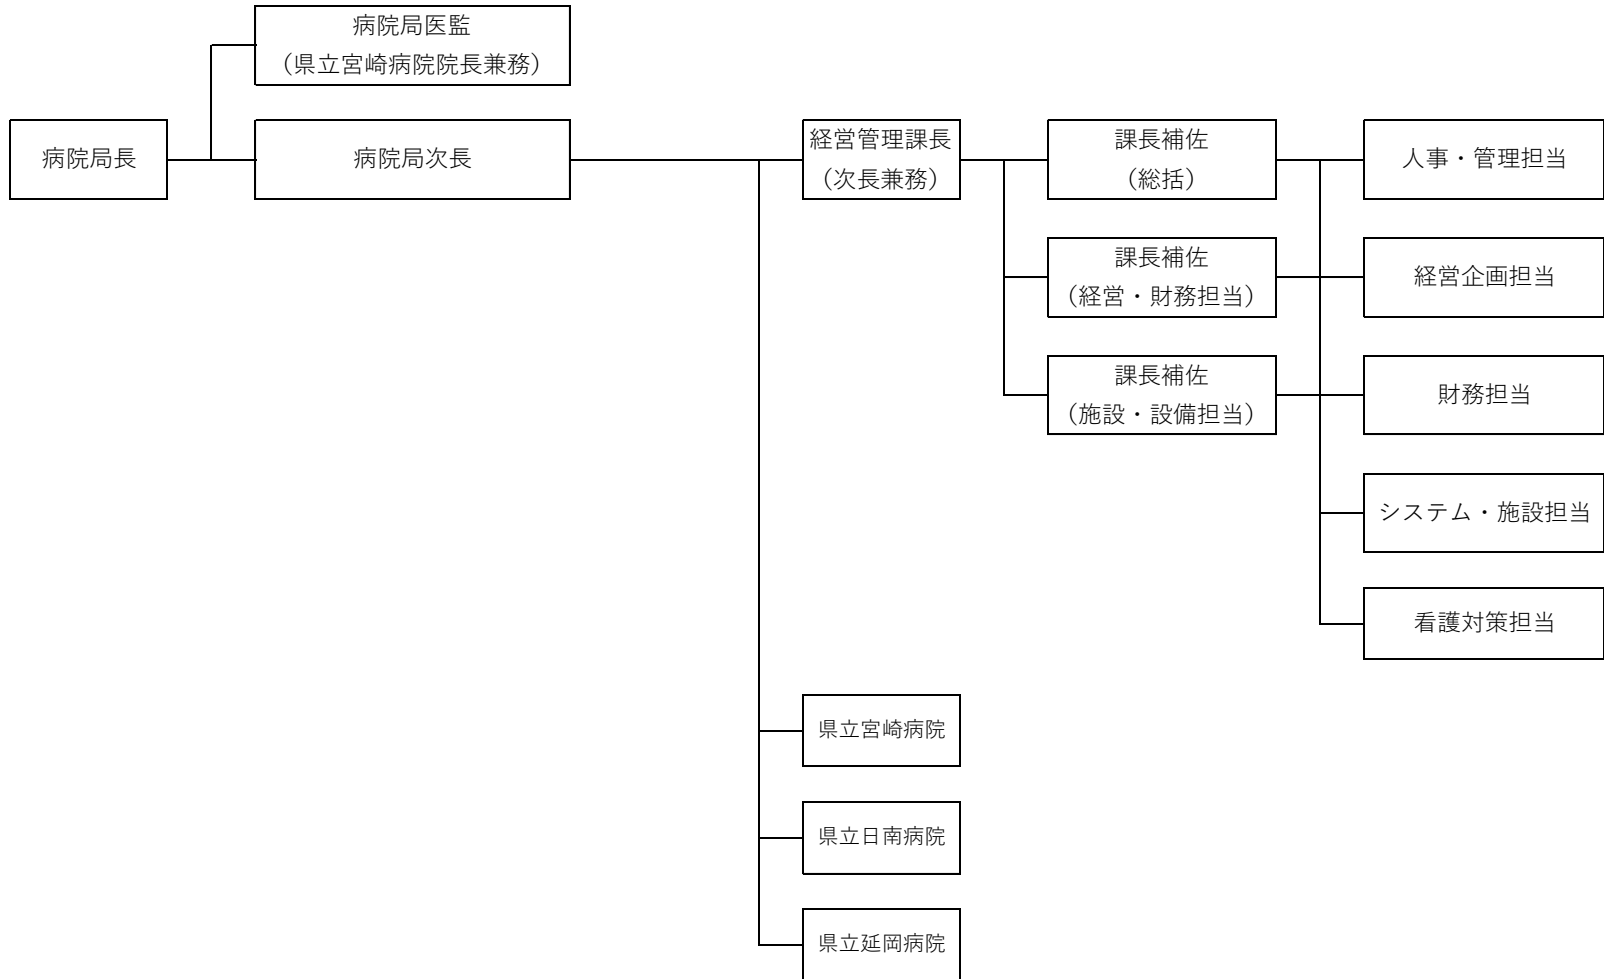 病院局医監
（県立宮崎病院院長兼務）
病院局長
病院局次長
経営管理課長
（次長兼務）
課長補佐
（総括）
人事・管理担当
課長補佐
（経営・財務担当）
経営企画担当
課長補佐
（施設・設備担当）
財務担当
システム・施設担当
看護対策担当
県立宮崎病院
県立日南病院
県立延岡病院